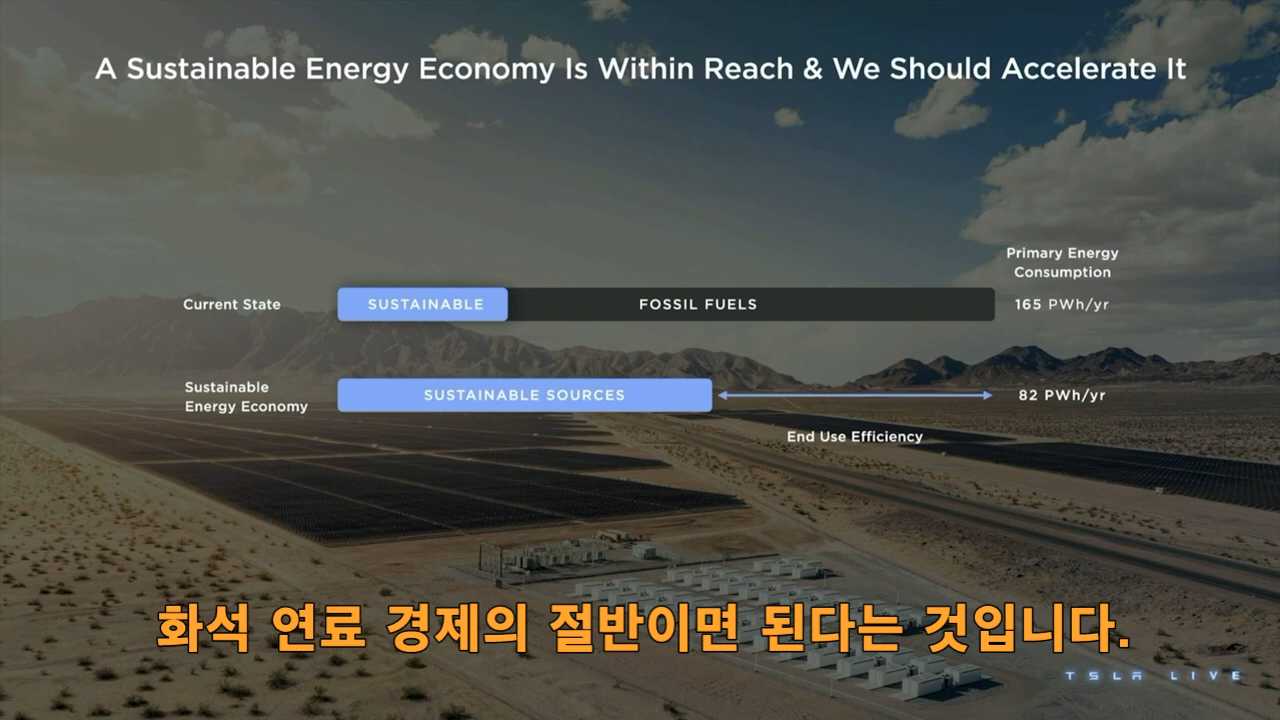 A Sustainable Energy Economy Is Within Reach & We Should Accelerate It
Primary Energy
Consumption
Current State
SUSTAINABLE
FOSSIL FUELS
165 PWh/yr
Sustainable
Energy Economy
SUSTAINABLE SOURCES
82 PWh/yr
End Use Efficiency
화석 연료 경제의 절반이면 된다는 것입니다.
TSLA LIVE